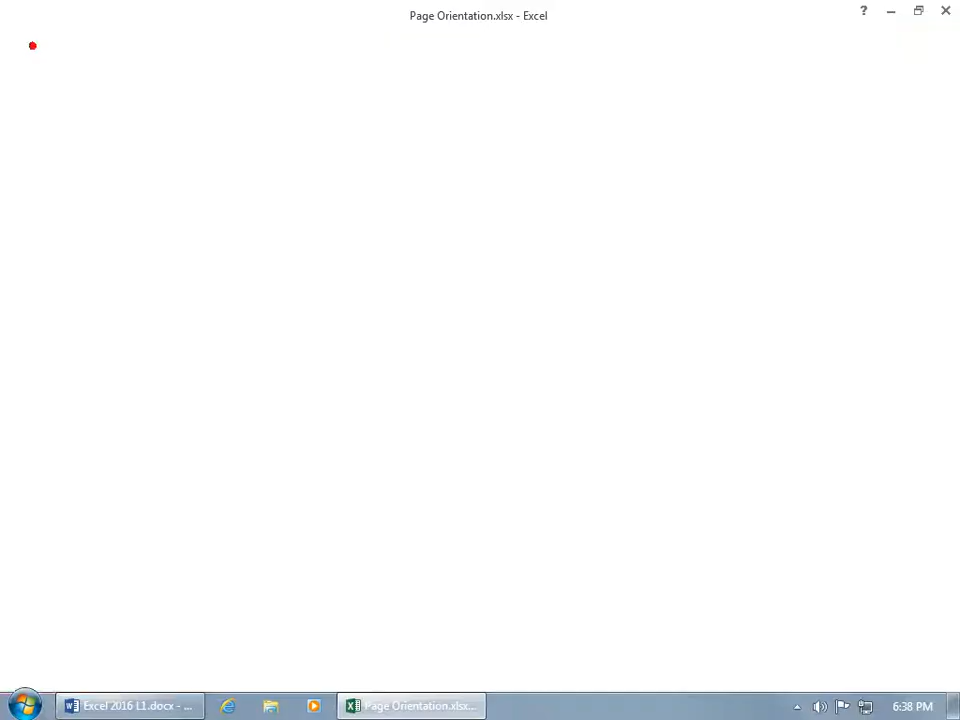 Page Orientation.xlsx - Excel
Excel 2016 L1.docx - ...
Page Orientation.xlsx...
6:38 PM